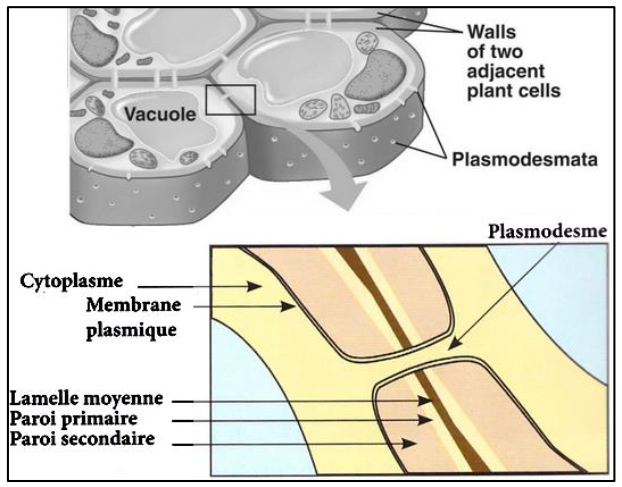 Walls
of two
adjacent
plant cells
Vacuole
Plasmodesmata
Plasmodesme
Cytoplasme
Membrane
plasmique
Lamelle moyenne
Paroi primaire
Paroi secondaire